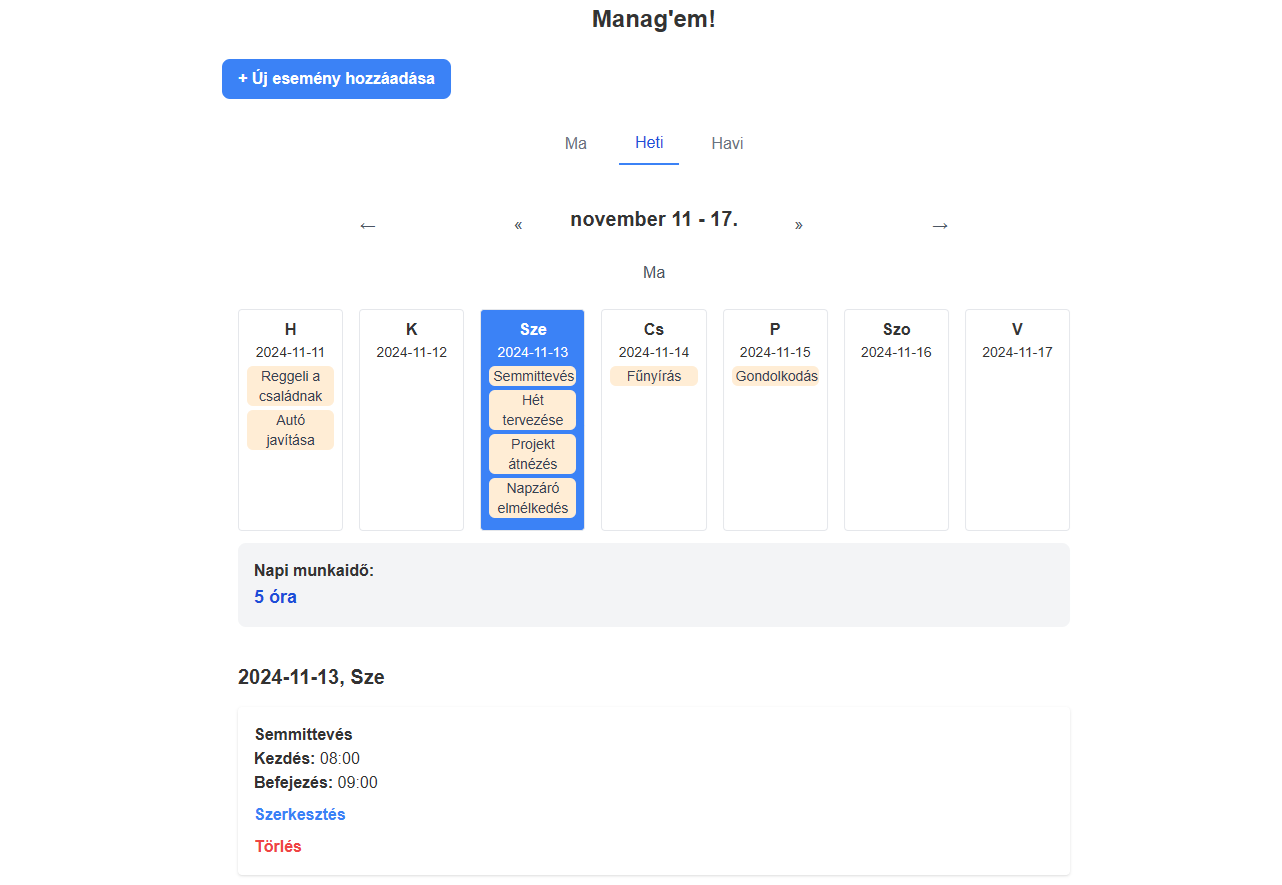 Manag'em!
+ Új esemény hozzáadása
Ma Heti Havi
← « november 11 - 17. » →
Ma
H
2024-11-11
Reggeli a
családnak
Autó
javítása
K
2024-11-12
Sze
2024-11-13
Semmittevés
Hét
tervezése
Projekt
átnézés
Napzáró
elmélkedés
Cs
2024-11-14
Fűnyírás
P
2024-11-15
Gondolkodás
Szo
2024-11-16
V
2024-11-17
Napi munkaidő:
5 óra
2024-11-13, Sze
Semmittevés
Kezdés: 08:00
Befejezés: 09:00
Szerkesztés
Törlés